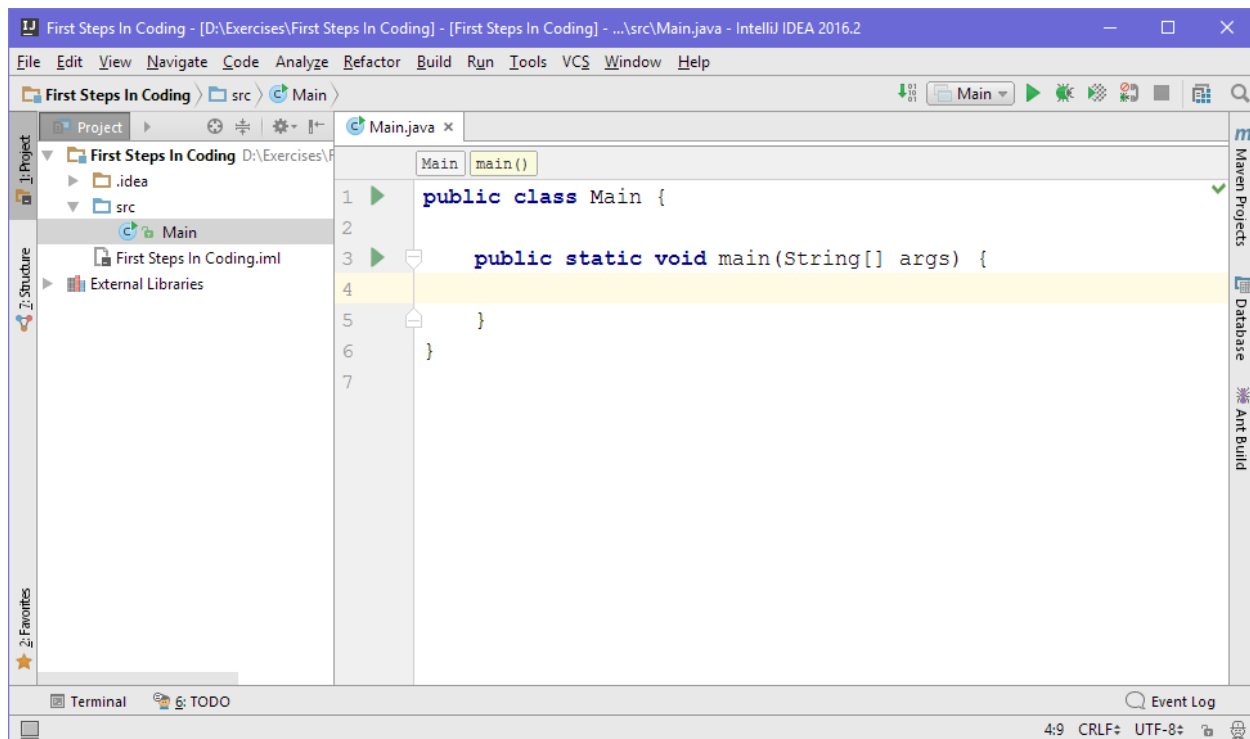 First Steps In Coding - [D:\Exercises\First Steps In Coding] - [First Steps In Coding] - ...\src\Main.java - IntelliJ IDEA 2016.2
File Edit View Navigate Code Analyze Refactor Build Run Tools VCS Window Help
First Steps In Coding src Main
Main
Project
Main.java
1: Project
7: Structure
2: Favorites
First Steps In Coding D:\Exercises\F
.idea
src
Main
First Steps In Coding.iml
External Libraries
Main main()
1 public class Main {
2
3 public static void main(String[] args) {
4
5 }
6 }
7
Maven Projects
Database
Ant Build
Terminal 6: TODO
Event Log
4:9 CRLF UTF-8